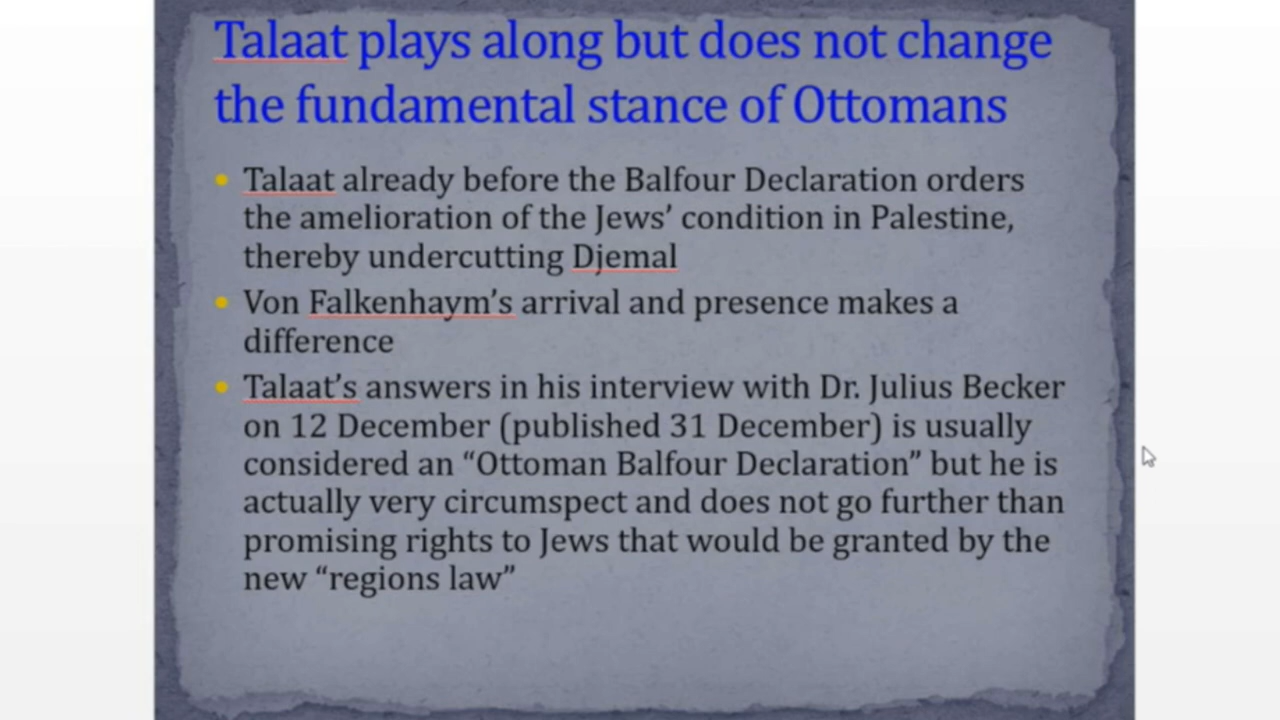 Talaat plays along but does not change
the fundamental stance of Ottomans
• Talaat already before the Balfour Declaration orders
the amelioration of the Jews’ condition in Palestine,
thereby undercutting Djemal
• Von Falkenhaym’s arrival and presence makes a
difference
• Talaat’s answers in his interview with Dr. Julius Becker
on 12 December (published 31 December) is usually
considered an “Ottoman Balfour Declaration” but he is
actually very circumspect and does not go further than
promising rights to Jews that would be granted by the
new “regions law”